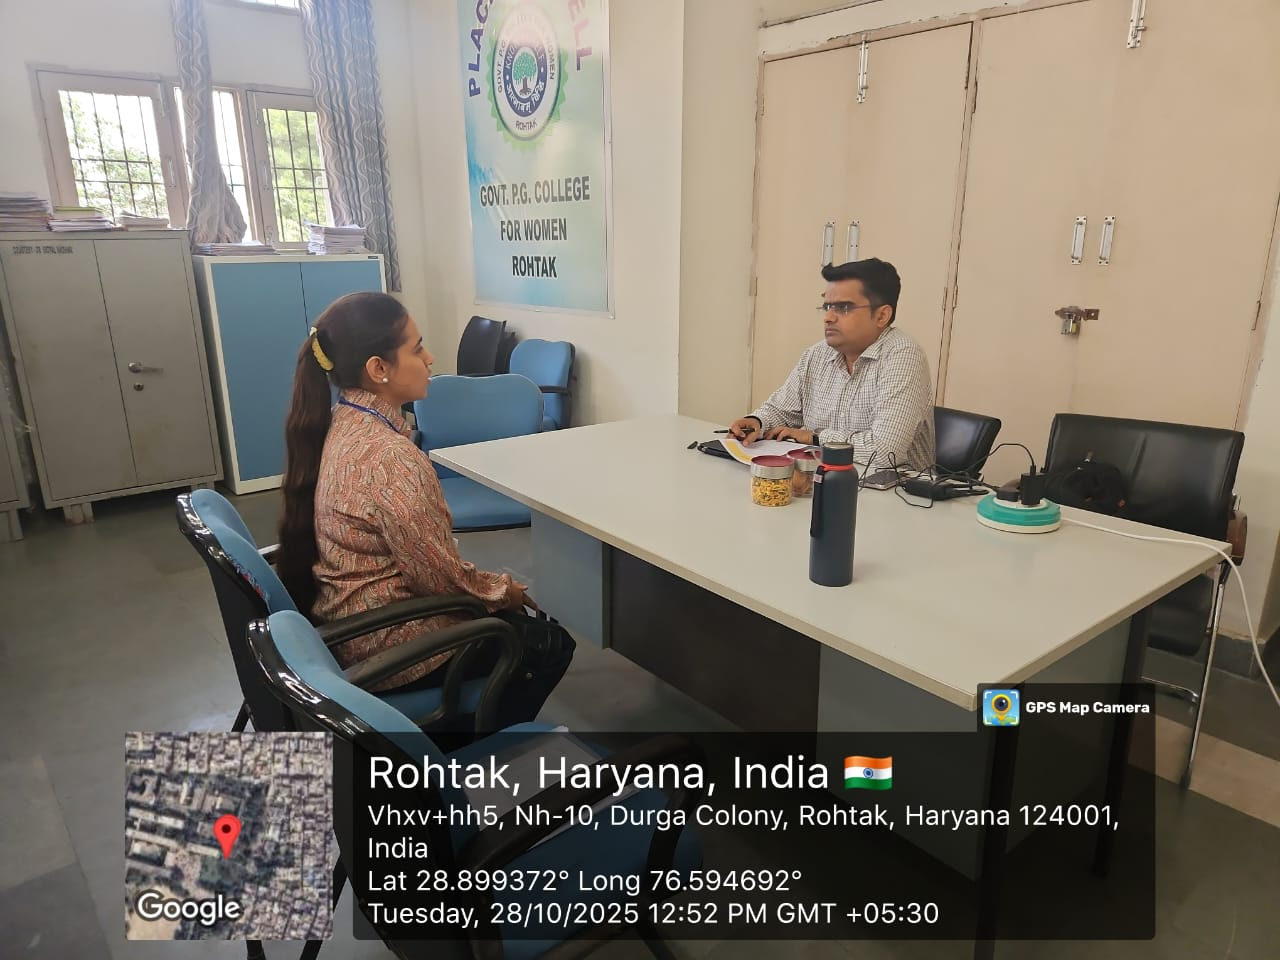 GOVT. P.G. COLLEGE
FOR WOMEN
ROHTAK
ROHTAK
GPS Map Camera
Rohtak, Haryana, India
Vhxv+hh5, Nh-10, Durga Colony, Rohtak, Haryana 124001,
India
Lat 28.899372° Long 76.594692°
Tuesday, 28/10/2025 12:52 PM GMT +05:30
Google